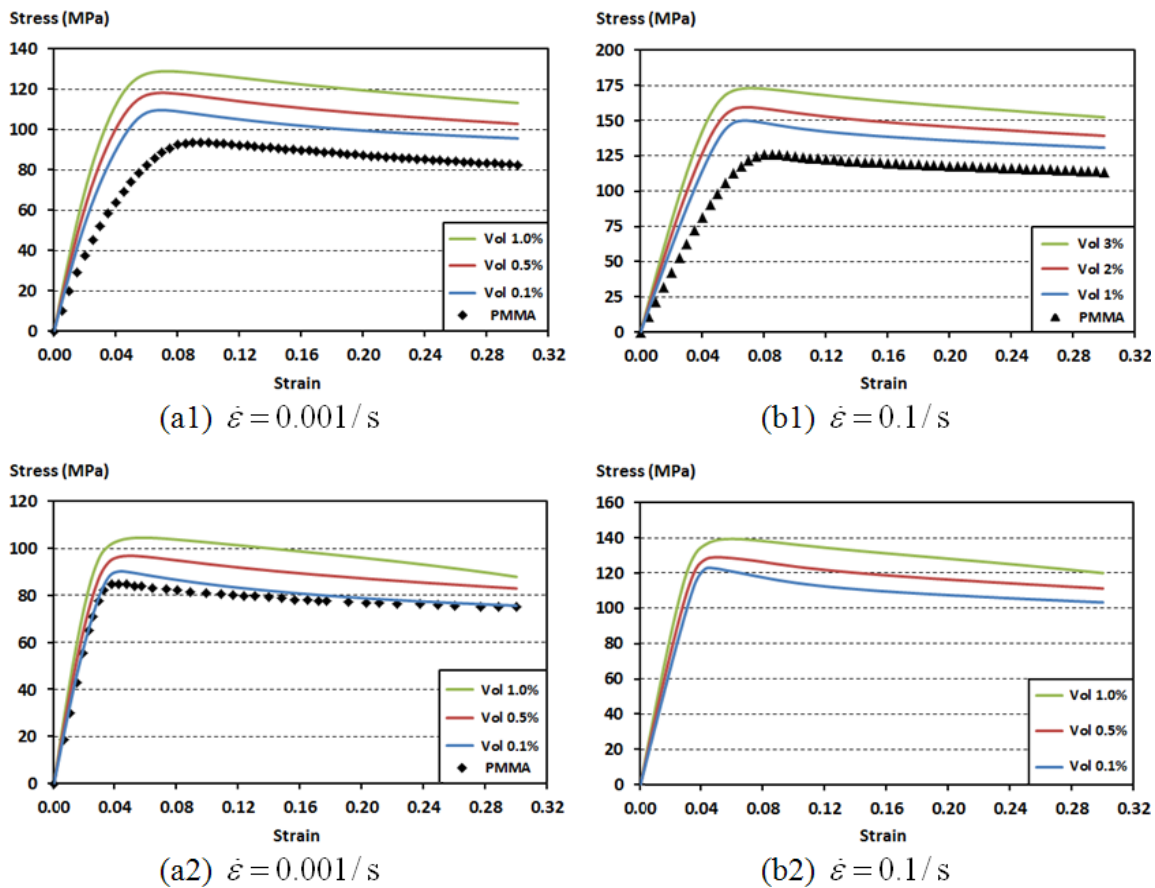 Stress (MPa)
140
120
100
80
60
40
20
0
0.00 0.04 0.08 0.12 0.16 0.20 0.24 0.28 0.32
Strain
Vol 1.0%
Vol 0.5%
Vol 0.1%
PMMA
(a1) ε̇ = 0.001/s
Stress (MPa)
200
175
150
125
100
75
50
25
0
0.00 0.04 0.08 0.12 0.16 0.20 0.24 0.28 0.32
Strain
Vol 3%
Vol 2%
Vol 1%
PMMA
(b1) ε̇ = 0.1/s
Stress (MPa)
120
100
80
60
40
20
0
0.00 0.04 0.08 0.12 0.16 0.20 0.24 0.28 0.32
Strain
Vol 1.0%
Vol 0.5%
Vol 0.1%
PMMA
(a2) ε̇ = 0.001/s
Stress (MPa)
160
140
120
100
80
60
40
20
0
0.00 0.04 0.08 0.12 0.16 0.20 0.24 0.28 0.32
Strain
Vol 1.0%
Vol 0.5%
Vol 0.1%
(b2) ε̇ = 0.1/s